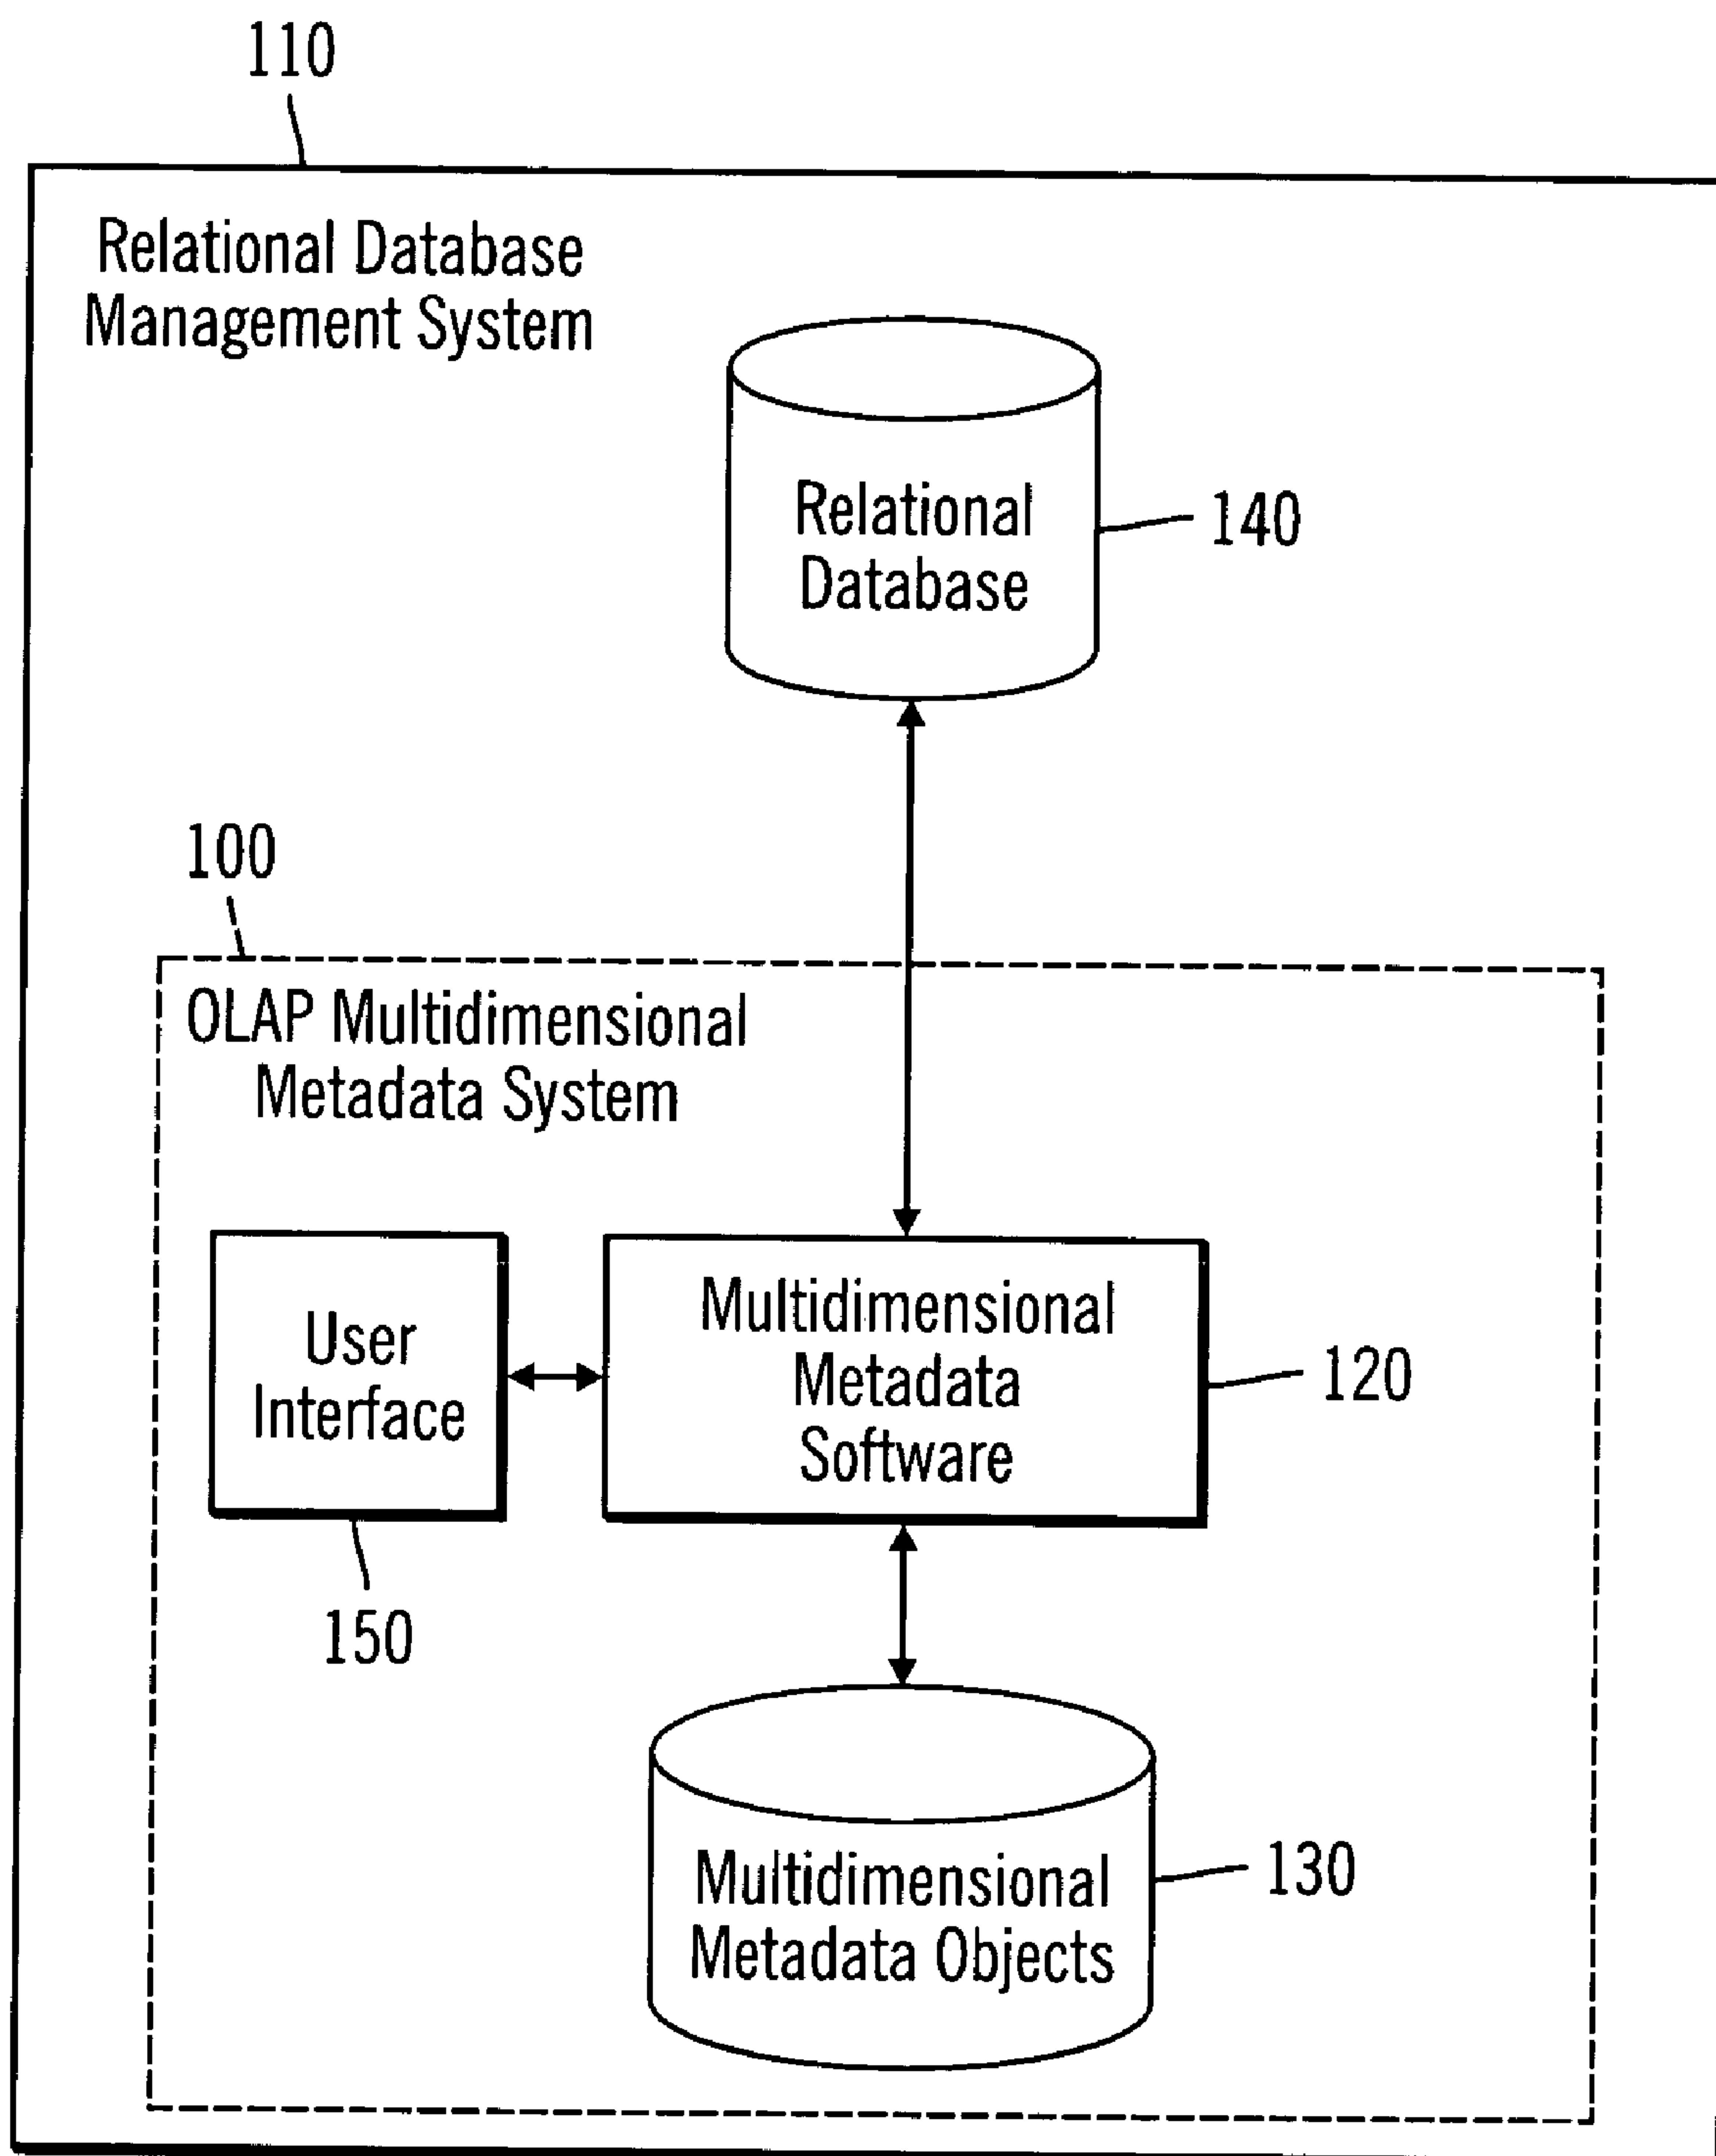 110
Relational Database
Management System
Relational
Database
140
100
OLAP Multidimensional
Metadata System
User
Interface
150
Multidimensional
Metadata
Software
120
Multidimensional
Metadata Objects
130